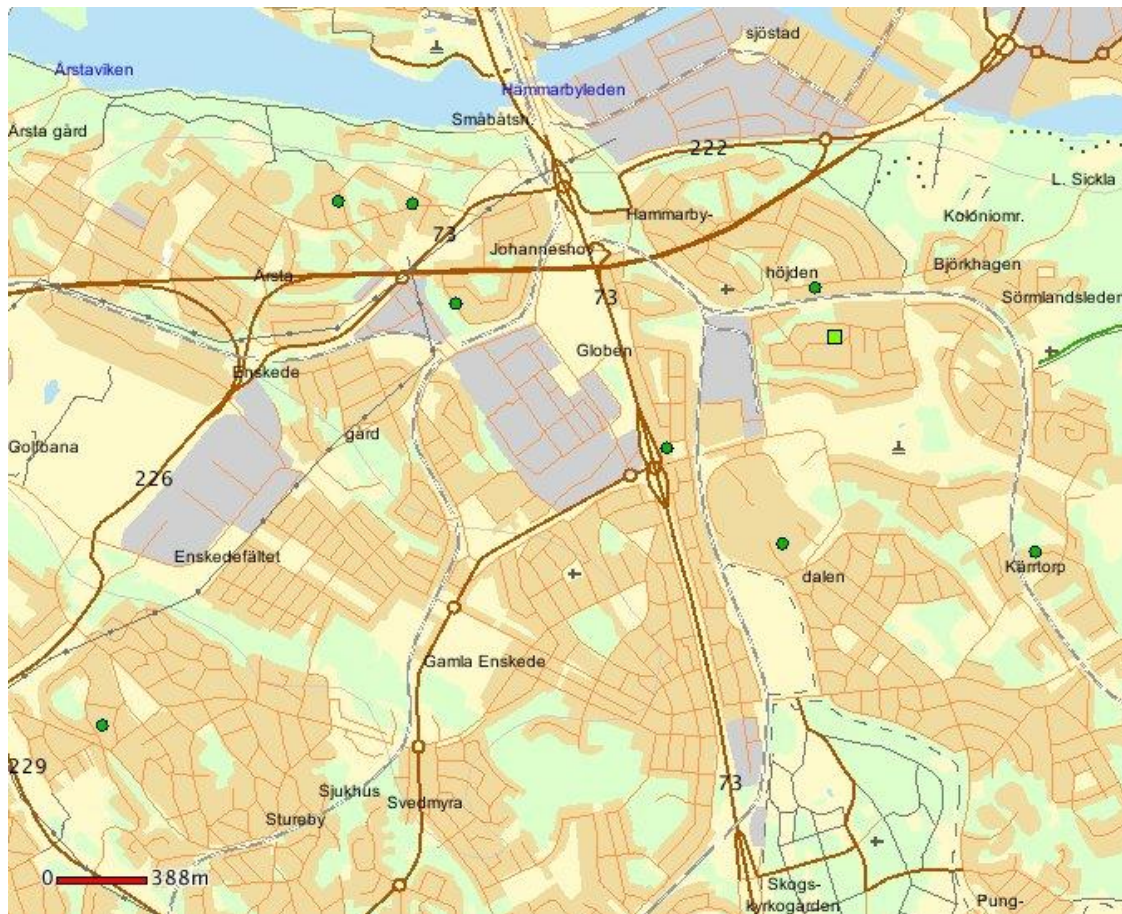 sjöstad
Årstaviken
Hammarbyleden
Småbåtsh
Årsta gård
222
L. Sickla
Hammarby-
Koloniomr.
73
Johanneshov
Björkhagen
höjden
Årsta
73
Sörmlandsleden
Globen
Enskede
gård
Golfbana
226
Enskedefältet
Kärrtorp
dalen
Gamla Enskede
229
73
Sjukhus
Svedmyra
Stureby
0 388m
Skogs-
kyrkogården
Pung-